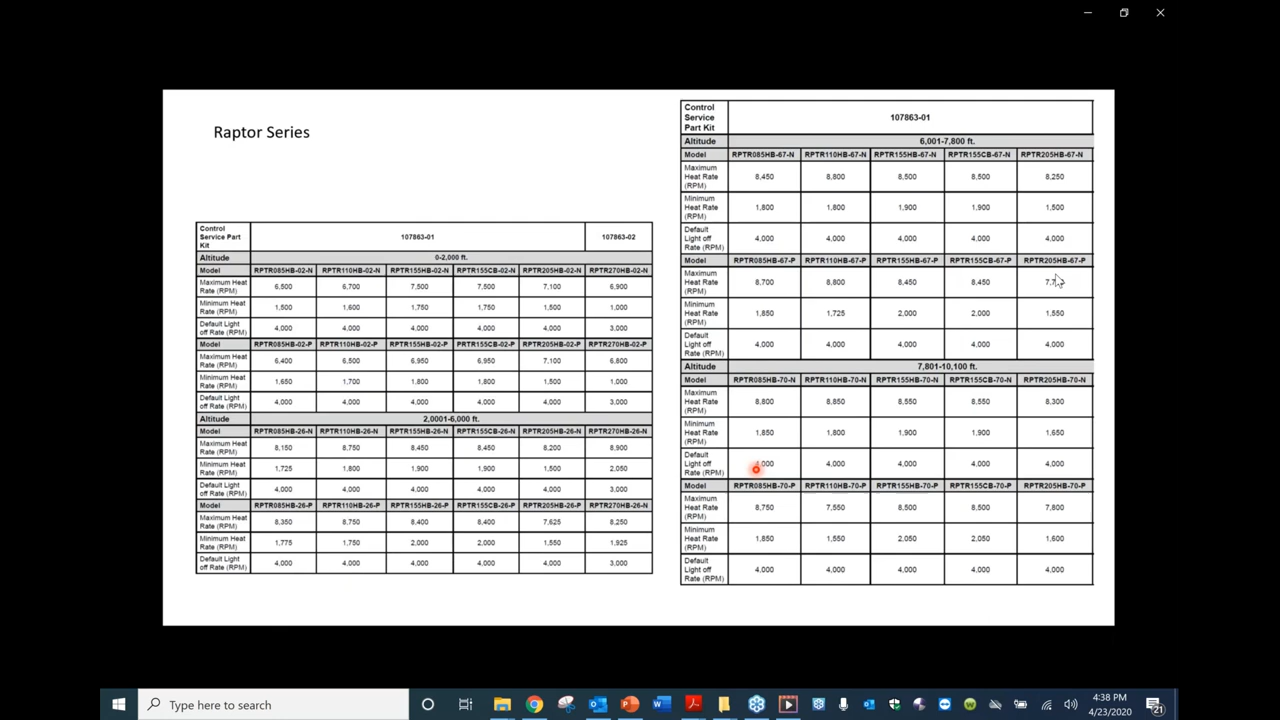 Raptor Series
Control Service Part Kit 107863-01 107863-02
Altitude 0-2,000 ft.
Model RPTR085HB-02-N RPTR110HB-02-N RPTR155HB-02-N RPTR155CB-02-N RPTR205HB-02-N RPTR270HB-02-N
Maximum Heat Rate (RPM) 6,500 6,700 7,500 7,500 7,100 6,900
Minimum Heat Rate (RPM) 1,500 1,600 1,750 1,750 1,500 1,000
Default Light off Rate (RPM) 4,000 4,000 4,000 4,000 4,000 3,000
Model RPTR085HB-02-P RPTR110HB-02-P RPTR155HB-02-P PRTR155CB-02-P RPTR205HB-02-P RPTR270HB-02-P
Maximum Heat Rate (RPM) 6,400 6,500 6,950 6,950 7,100 6,800
Minimum Heat Rate (RPM) 1,650 1,700 1,800 1,800 1,500 1,000
Default Light off Rate (RPM) 4,000 4,000 4,000 4,000 4,000 3,000
Altitude 2,0001-6,000 ft.
Model RPTR085HB-26-N RPTR110HB-26-N RPTR155HB-26-N RPTR155CB-26-N RPTR205HB-26-N RPTR270HB-26-N
Maximum Heat Rate (RPM) 8,150 8,750 8,450 8,450 8,200 8,900
Minimum Heat Rate (RPM) 1,725 1,800 1,900 1,900 1,500 2,050
Default Light off Rate (RPM) 4,000 4,000 4,000 4,000 4,000 3,000
Model RPTR085HB-26-P RPTR110HB-26-P RPTR155HB-26-P RPTR155CB-26-P RPTR205HB-26-P RPTR270HB-26-N
Maximum Heat Rate (RPM) 8,350 8,750 8,400 8,400 7,625 8,250
Minimum Heat Rate (RPM) 1,775 1,750 2,000 2,000 1,550 1,925
Default Light off Rate (RPM) 4,000 4,000 4,000 4,000 4,000 3,000
Control Service Part Kit 107863-01
Altitude 6,001-7,800 ft.
Model RPTR085HB-67-N RPTR110HB-67-N RPTR155HB-67-N RPTR155CB-67-N RPTR205HB-67-N
Maximum Heat Rate (RPM) 8,450 8,800 8,500 8,500 8,250
Minimum Heat Rate (RPM) 1,800 1,800 1,900 1,900 1,500
Default Light off Rate (RPM) 4,000 4,000 4,000 4,000 4,000
Model RPTR085HB-67-P RPTR110HB-67-P RPTR155HB-67-P RPTR155CB-67-P RPTR205HB-67-P
Maximum Heat Rate (RPM) 8,700 8,800 8,450 8,450
Minimum Heat Rate (RPM) 1,850 1,725 2,000 2,000 1,550
Default Light off Rate (RPM) 4,000 4,000 4,000 4,000 4,000
Altitude 7,801-10,100 ft.
Model RPTR085HB-70-N RPTR110HB-70-N RPTR155HB-70-N RPTR155CB-70-N RPTR205HB-70-N
Maximum Heat Rate (RPM) 8,800 8,850 8,550 8,550 8,300
Minimum Heat Rate (RPM) 1,850 1,800 1,900 1,900 1,650
Default Light off Rate (RPM) 4,000 4,000 4,000 4,000 4,000
Model RPTR085HB-70-P RPTR110HB-70-P RPTR155HB-70-P RPTR155CB-70-P RPTR205HB-70-P
Maximum Heat Rate (RPM) 8,750 7,550 8,500 8,500 7,800
Minimum Heat Rate (RPM) 1,850 1,550 2,050 2,050 1,600
Default Light off Rate (RPM) 4,000 4,000 4,000 4,000 4,000
Type here to search
4:38 PM
4/23/2020
21